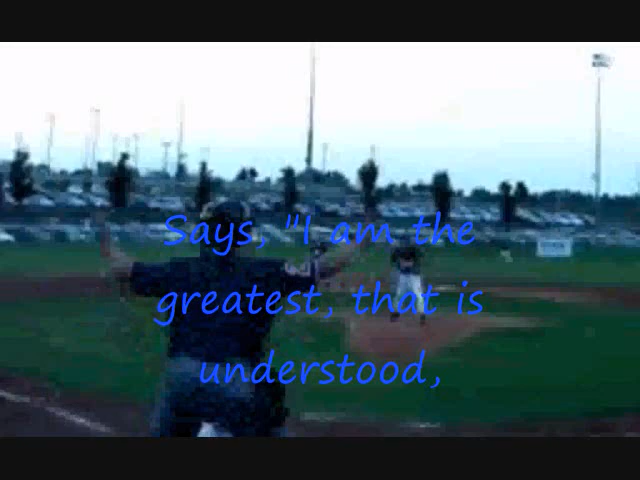 Says, "I am the
greatest, that is
understood,